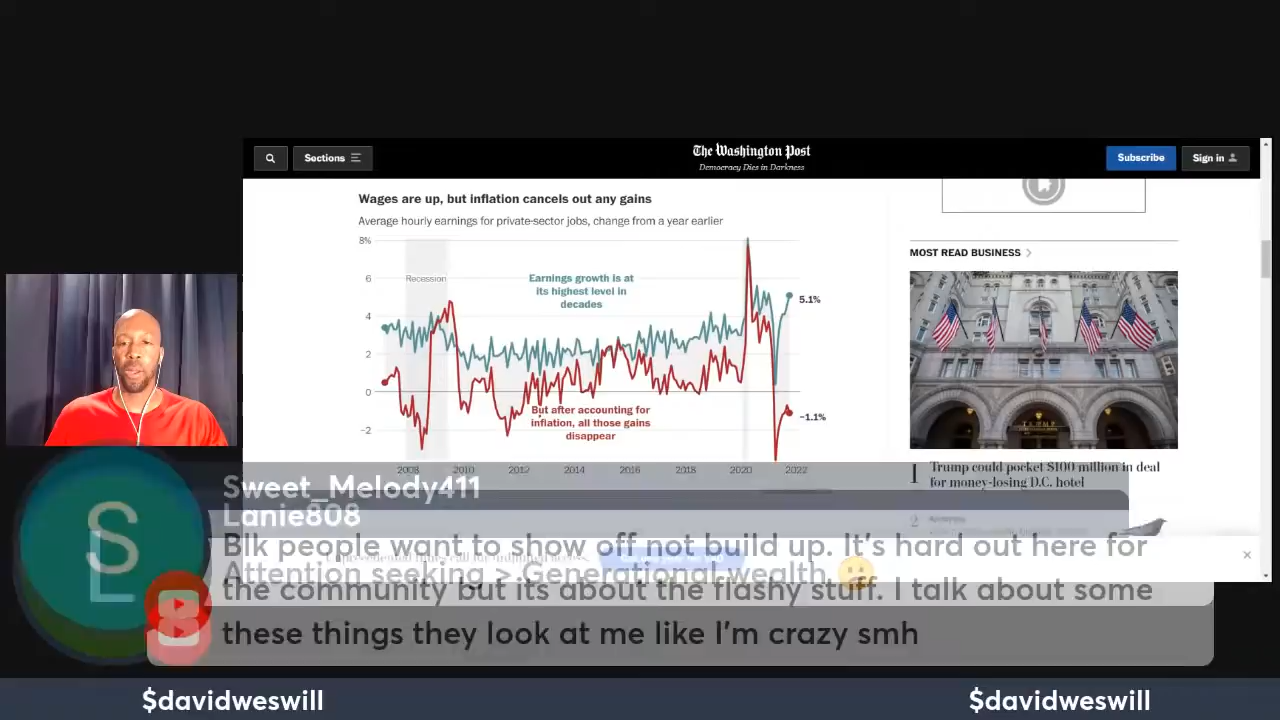 The Washington Post
Democracy Dies in Darkness
Sections
Subscribe
Sign in
Wages are up, but inflation cancels out any gains
Average hourly earnings for private-sector jobs, change from a year earlier
8%
6
4
2
0
-2
Recession
Earnings growth is at
its highest level in
decades
5.1%
But after accounting for
inflation, all those gains
disappear
-1.1%
2008 2010 2012 2014 2016 2018 2020 2022
MOST READ BUSINESS
TRUMP
1 Trump could pocket $100 million in deal
for money-losing D.C. hotel
2
S
L
Sweet_Melody411
Lanie808
Blk people want to show off not build up. It's hard out here for
Attention seeking > Generational wealth
the community but its about the flashy stuff. I talk about some
these things they look at me like I'm crazy smh
$davidweswill
$davidweswill